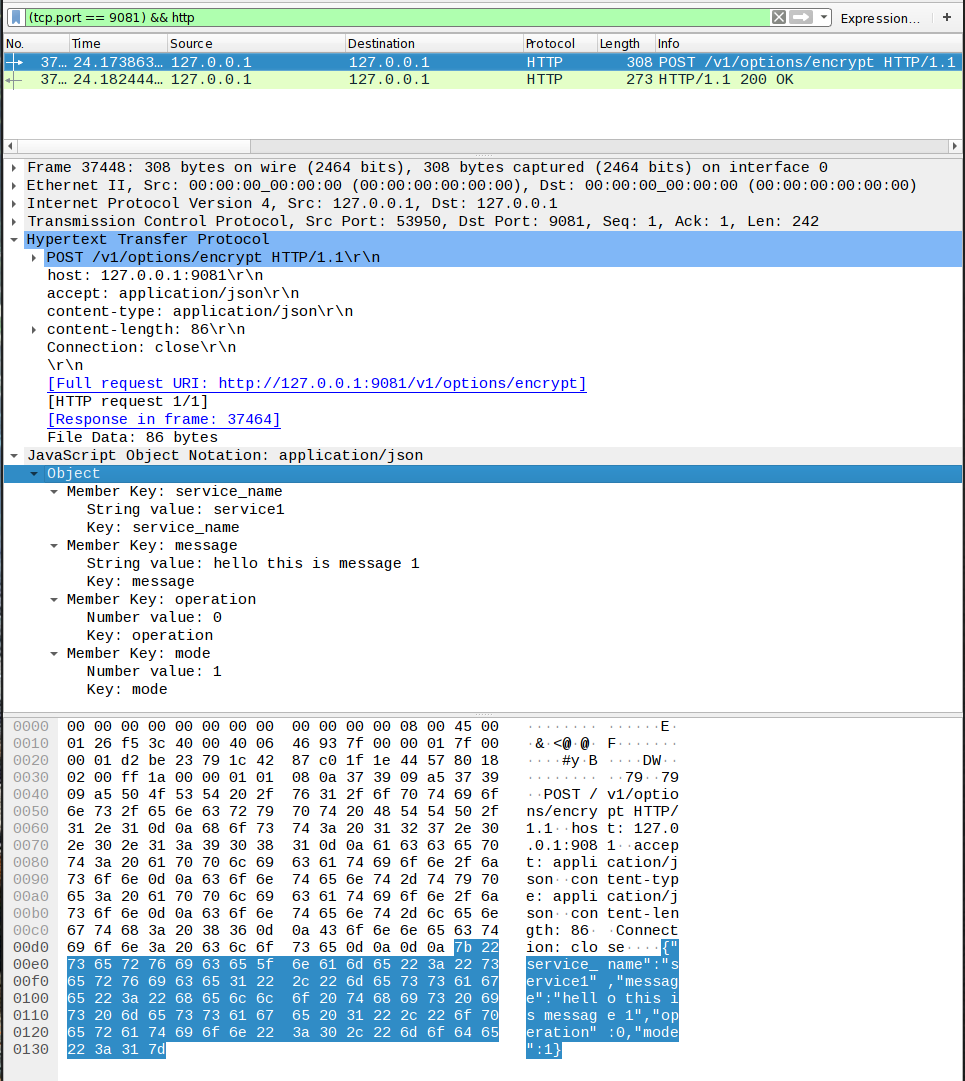 (tcp.port == 9081) && http Expression… +
No. Time Source Destination Protocol Length Info
37… 24.173863… 127.0.0.1 127.0.0.1 HTTP 308 POST /v1/options/encrypt HTTP/1.1
37… 24.182444… 127.0.0.1 127.0.0.1 HTTP 273 HTTP/1.1 200 OK
Frame 37448: 308 bytes on wire (2464 bits), 308 bytes captured (2464 bits) on interface 0
Ethernet II, Src: 00:00:00_00:00:00 (00:00:00:00:00:00), Dst: 00:00:00_00:00:00 (00:00:00:00:00:00)
Internet Protocol Version 4, Src: 127.0.0.1, Dst: 127.0.0.1
Transmission Control Protocol, Src Port: 53950, Dst Port: 9081, Seq: 1, Ack: 1, Len: 242
Hypertext Transfer Protocol
POST /v1/options/encrypt HTTP/1.1\r\n
host: 127.0.0.1:9081\r\n
accept: application/json\r\n
content-type: application/json\r\n
content-length: 86\r\n
Connection: close\r\n
\r\n
[Full request URI: http://127.0.0.1:9081/v1/options/encrypt]
[HTTP request 1/1]
[Response in frame: 37464]
File Data: 86 bytes
JavaScript Object Notation: application/json
Object
Member Key: service_name
String value: service1
Key: service_name
Member Key: message
String value: hello this is message 1
Key: message
Member Key: operation
Number value: 0
Key: operation
Member Key: mode
Number value: 1
Key: mode
0000 00 00 00 00 00 00 00 00 00 00 00 00 08 00 45 00 ········ ······E·
0010 01 26 f5 3c 40 00 40 06 46 93 7f 00 00 01 7f 00 ·&·<@·@· F·······
0020 00 01 d2 be 23 79 1c 42 87 c0 1f 1e 44 57 80 18 ····#y·B ····DW··
0030 02 00 ff 1a 00 00 01 01 08 0a 37 39 09 a5 37 39 ········ ··79··79
0040 09 a5 50 4f 53 54 20 2f 76 31 2f 6f 70 74 69 6f ··POST / v1/optio
0050 6e 73 2f 65 6e 63 72 79 70 74 20 48 54 54 50 2f ns/encry pt HTTP/
0060 31 2e 31 0d 0a 68 6f 73 74 3a 20 31 32 37 2e 30 1.1··hos t: 127.0
0070 2e 30 2e 31 3a 39 30 38 31 0d 0a 61 63 63 65 70 .0.1:908 1··accep
0080 74 3a 20 61 70 70 6c 69 63 61 74 69 6f 6e 2f 6a t: appli cation/j
0090 73 6f 6e 0d 0a 63 6f 6e 74 65 6e 74 2d 74 79 70 son··con tent-typ
00a0 65 3a 20 61 70 70 6c 69 63 61 74 69 6f 6e 2f 6a e: appli cation/j
00b0 73 6f 6e 0d 0a 63 6f 6e 74 65 6e 74 2d 6c 65 6e son··con tent-len
00c0 67 74 68 3a 20 38 36 0d 0a 43 6f 6e 6e 65 63 74 gth: 86· ·Connect
00d0 69 6f 6e 3a 20 63 6c 6f 73 65 0d 0a 0d 0a 7b 22 ion: clo se····{"
00e0 73 65 72 76 69 63 65 5f 6e 61 6d 65 22 3a 22 73 service_ name":"s
00f0 65 72 76 69 63 65 31 22 2c 22 6d 65 73 73 61 67 ervice1" ,"messag
0100 65 22 3a 22 68 65 6c 6c 6f 20 74 68 69 73 20 69 e":"hell o this i
0110 73 20 6d 65 73 73 61 67 65 20 31 22 2c 22 6f 70 s messag e 1","op
0120 65 72 61 74 69 6f 6e 22 3a 30 2c 22 6d 6f 64 65 eration" :0,"mode
0130 22 3a 31 7d ":1}